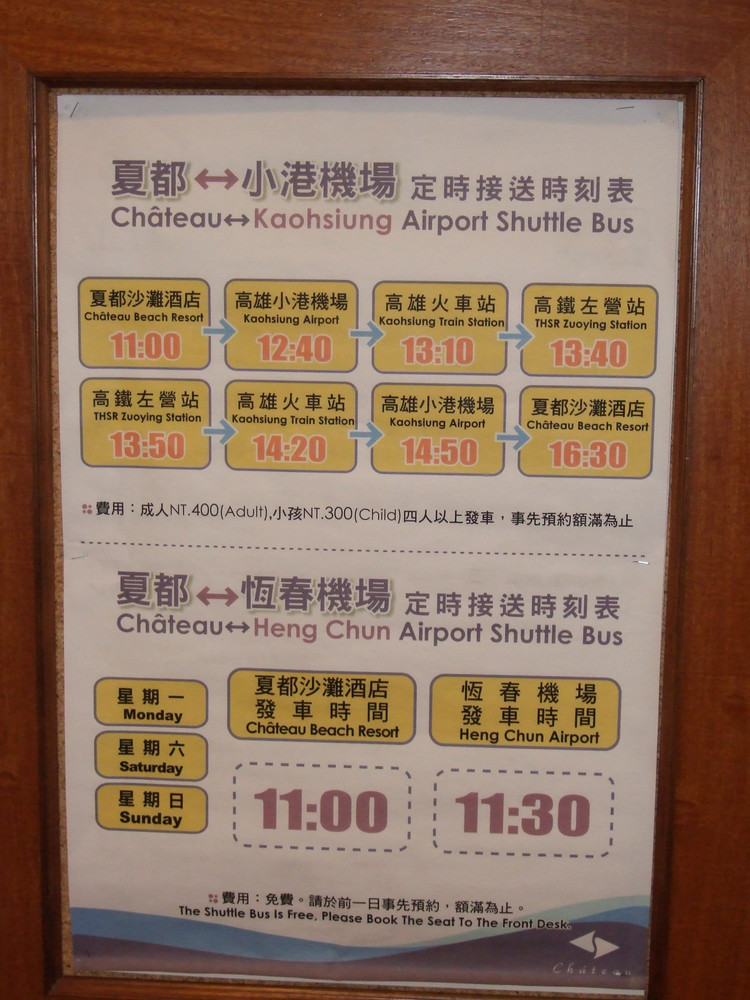 夏都↔小港機場 定時接送時刻表
Château↔Kaohsiung Airport Shuttle Bus
夏都沙灘酒店
Château Beach Resort
11:00
高雄小港機場
Kaohsiung Airport
12:40
高雄火車站
Kaohsiung Train Station
13:10
高鐵左營站
THSR Zuoying Station
13:40
高鐵左營站
THSR Zuoying Station
13:50
高雄火車站
Kaohsiung Train Station
14:20
高雄小港機場
Kaohsiung Airport
14:50
夏都沙灘酒店
Château Beach Resort
16:30
費用：成人NT.400(Adult),小孩NT.300(Child)四人以上發車，事先預約額滿為止
夏都↔恆春機場 定時接送時刻表
Château↔Heng Chun Airport Shuttle Bus
星期一
Monday
星期六
Saturday
星期日
Sunday
夏都沙灘酒店
發車時間
Château Beach Resort
11:00
恆春機場
發車時間
Heng Chun Airport
11:30
費用：免費。請於前一日事先預約，額滿為止。
The Shuttle Bus Is Free, Please Book The Seat To The Front Desk.
Château